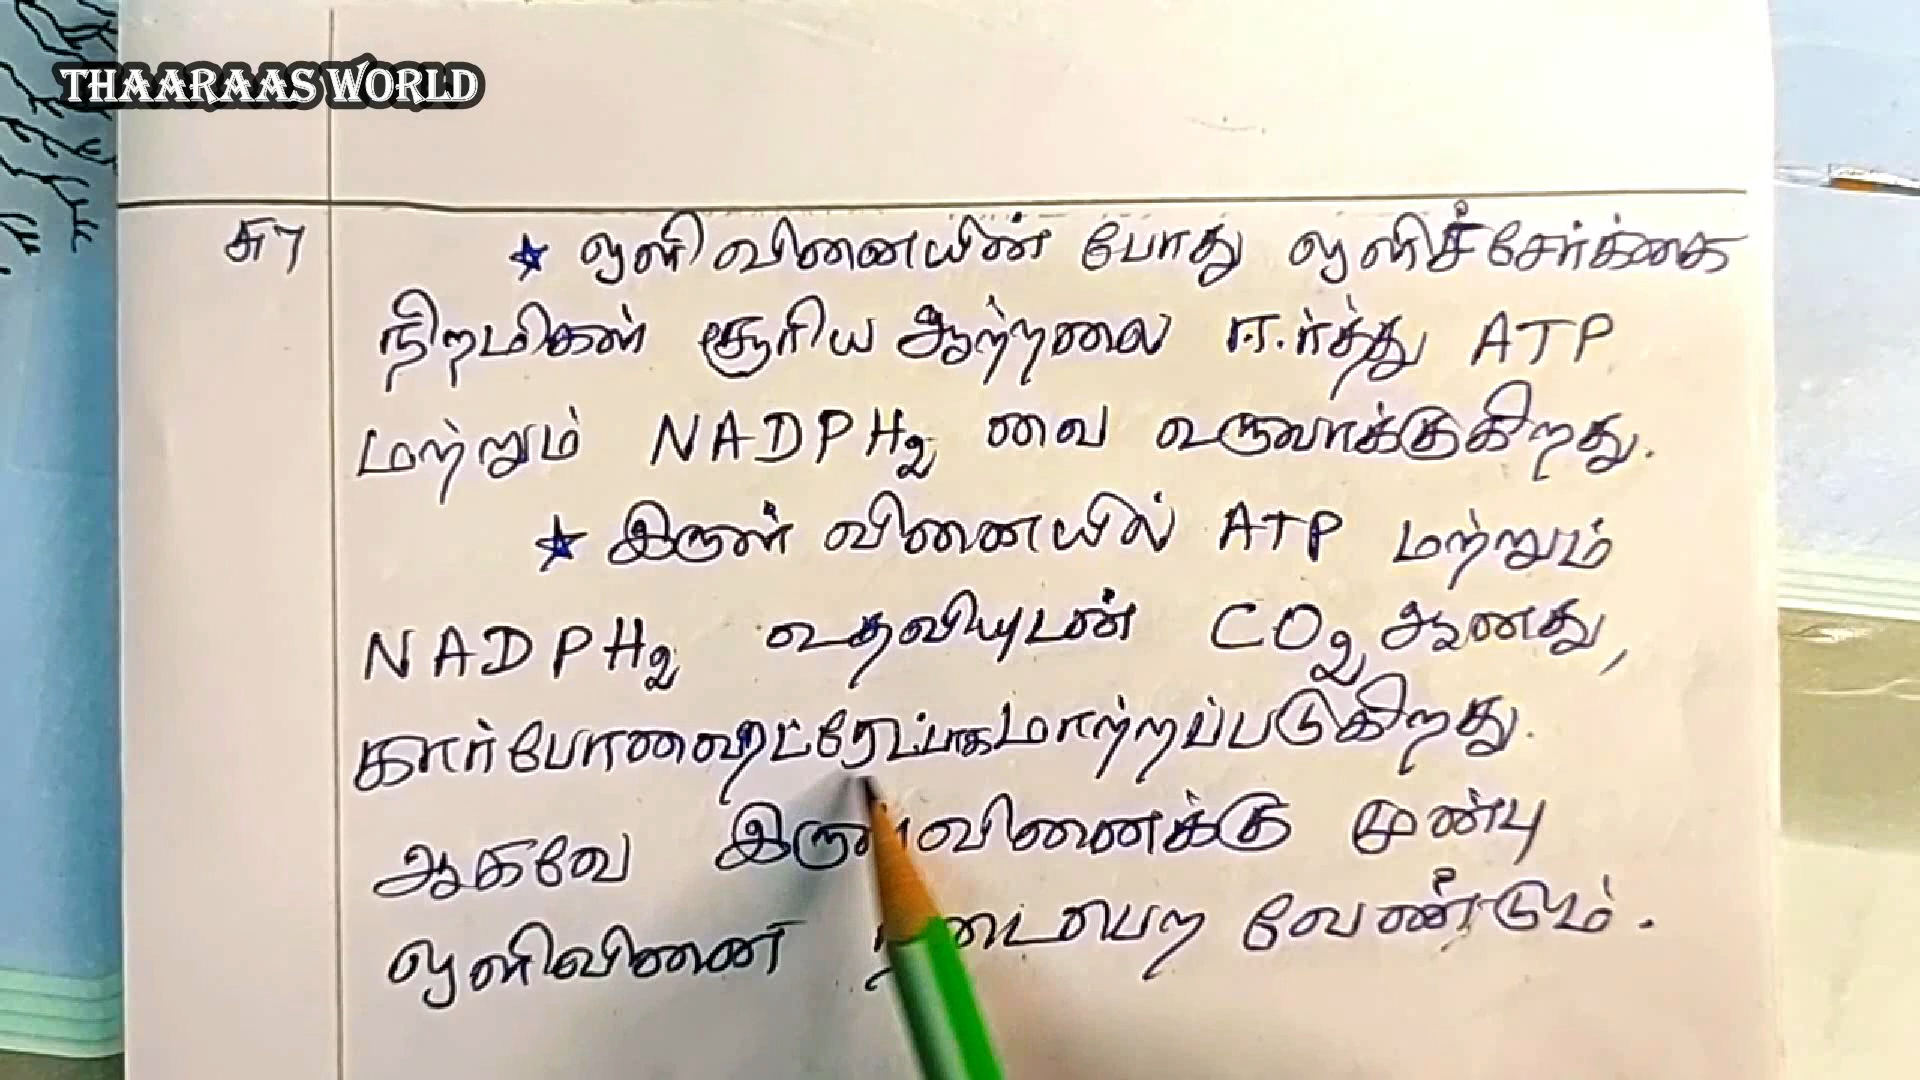 THAARAAS WORLD
சு7
★ ஒளிவினையின் போது ஒளிச்சேர்க்கை
நிறமிகள் சூரிய ஆற்றலை ஈர்த்து ATP
மற்றும் NADPH2 வை உருவாக்குகிறது.
★ இருள் வினையில் ATP மற்றும்
NADPH2 உதவியுடன் CO2 ஆனது,
கார்போஹைட்ரேட்டாக மாற்றப்படுகிறது.
ஆகவே இருள்வினைக்கு முன்பு
ஒளிவினை நடைபெற வேண்டும்.